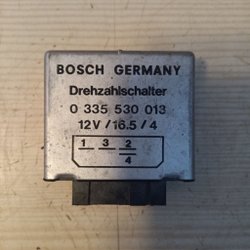 BOSCH GERMANY
Drehzahlschalter
0 335 530 013
12V/16.5/4
1 3 2
4